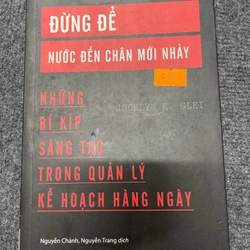 ĐỪNG ĐỂ
NƯỚC ĐẾN CHÂN MỚI NHẢY
NHỮNG
JOCELYN K. GLEI
BÍ KÍP
SÁNG TẠO
TRONG QUẢN LÝ
KẾ HOẠCH HÀNG NGÀY
Nguyễn Chánh, Nguyễn Trang dịch